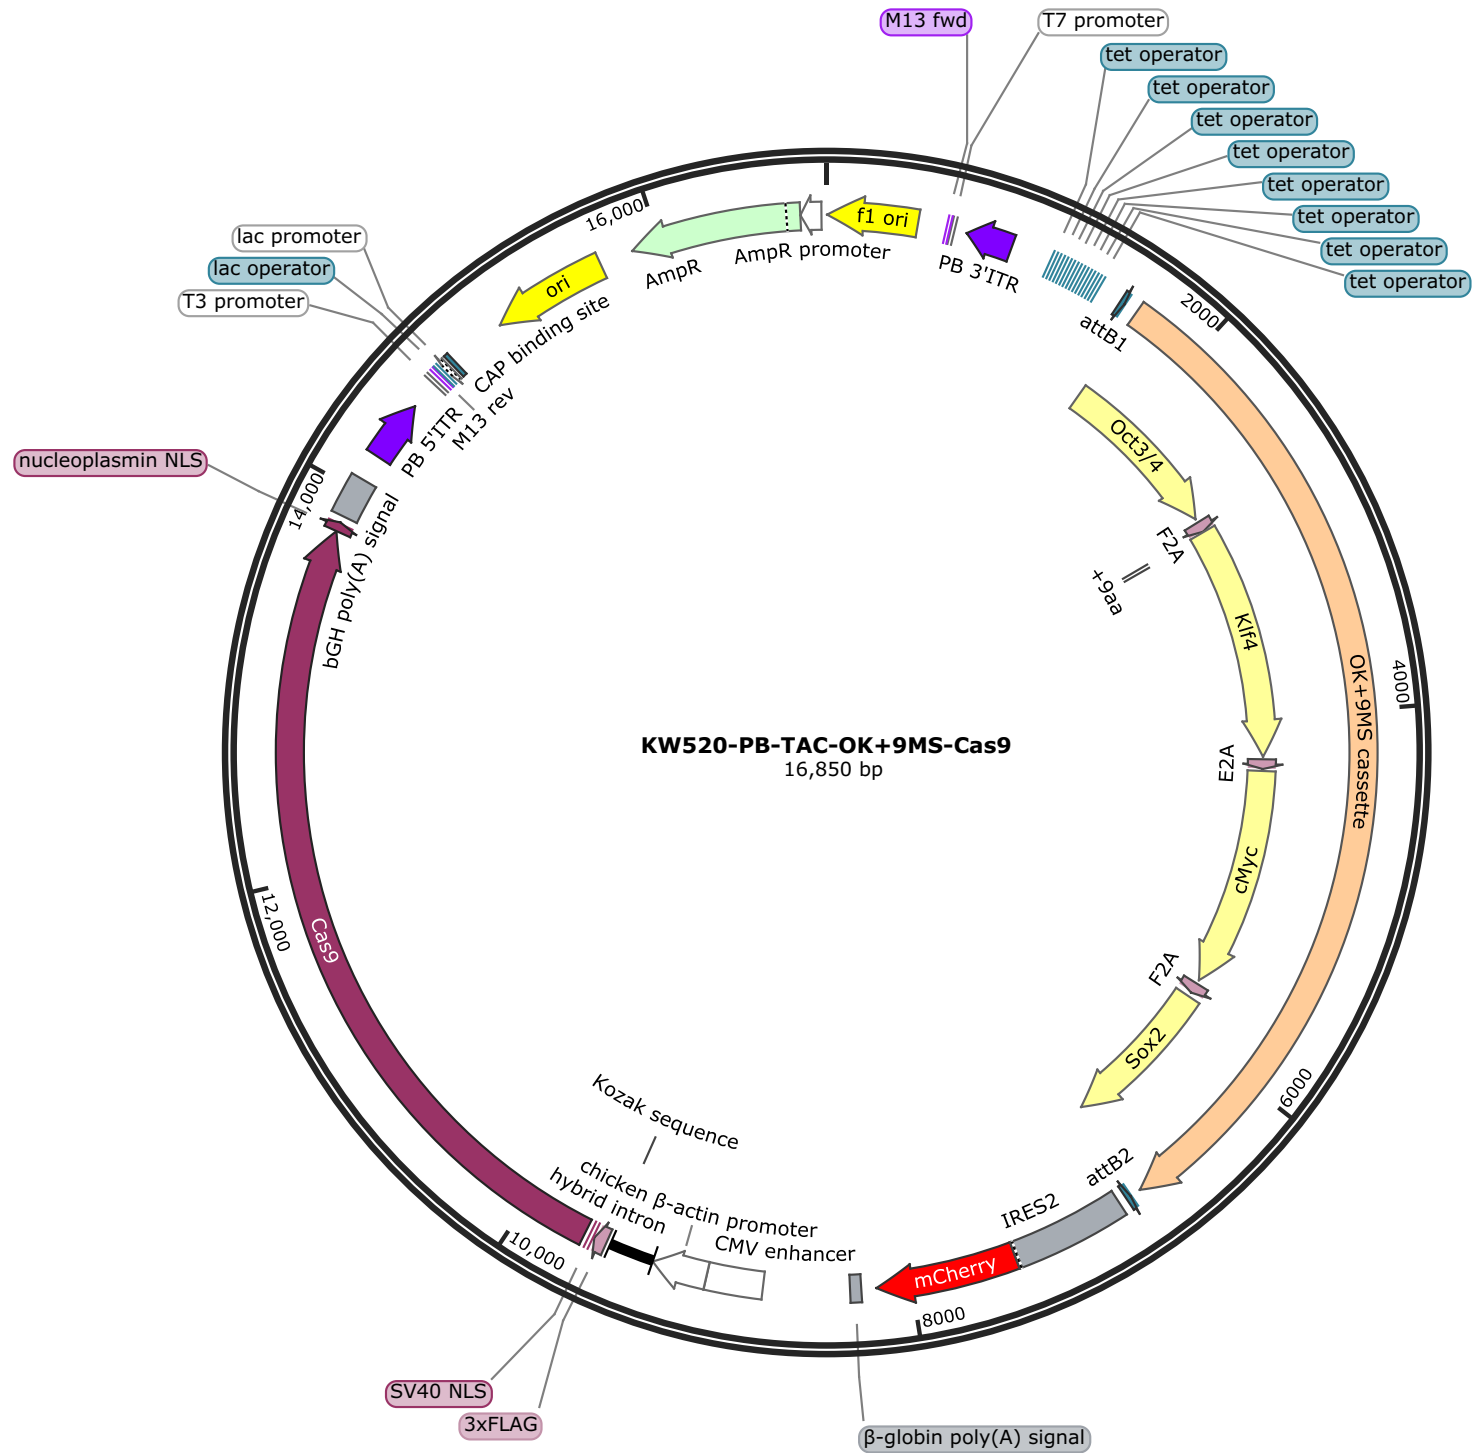 M13 fwd
T7 promoter
tet operator
tet operator
tet operator
tet operator
tet operator
tet operator
tet operator
tet operator
16,000
AmpR
AmpR promoter
f1 ori
PB 3'ITR
attB1
2000
lac promoter
lac operator
T3 promoter
ori
CAP binding site
M13 rev
PB 5'ITR
nucleoplasmin NLS
14,000
bGH poly(A) signal
Oct3/4
F2A
+9aa
Klf4
OK+9MS cassette
4000
E2A
cMyc
F2A
Sox2
6000
KW520-PB-TAC-OK+9MS-Cas9
16,850 bp
12,000
Cas9
Kozak sequence
chicken β-actin promoter
hybrid intron
CMV enhancer
10,000
attB2
IRES2
mCherry
8000
SV40 NLS
3xFLAG
β-globin poly(A) signal